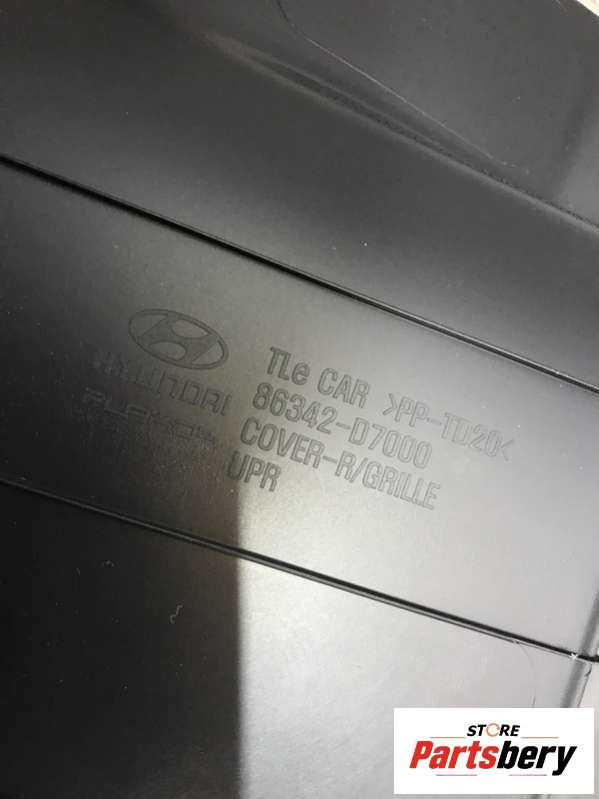 HYUNDAI
TLe CAR >PP-TD20<
86342-D7000
COVER-R/GRILLE
UPR
STORE
Partsbery